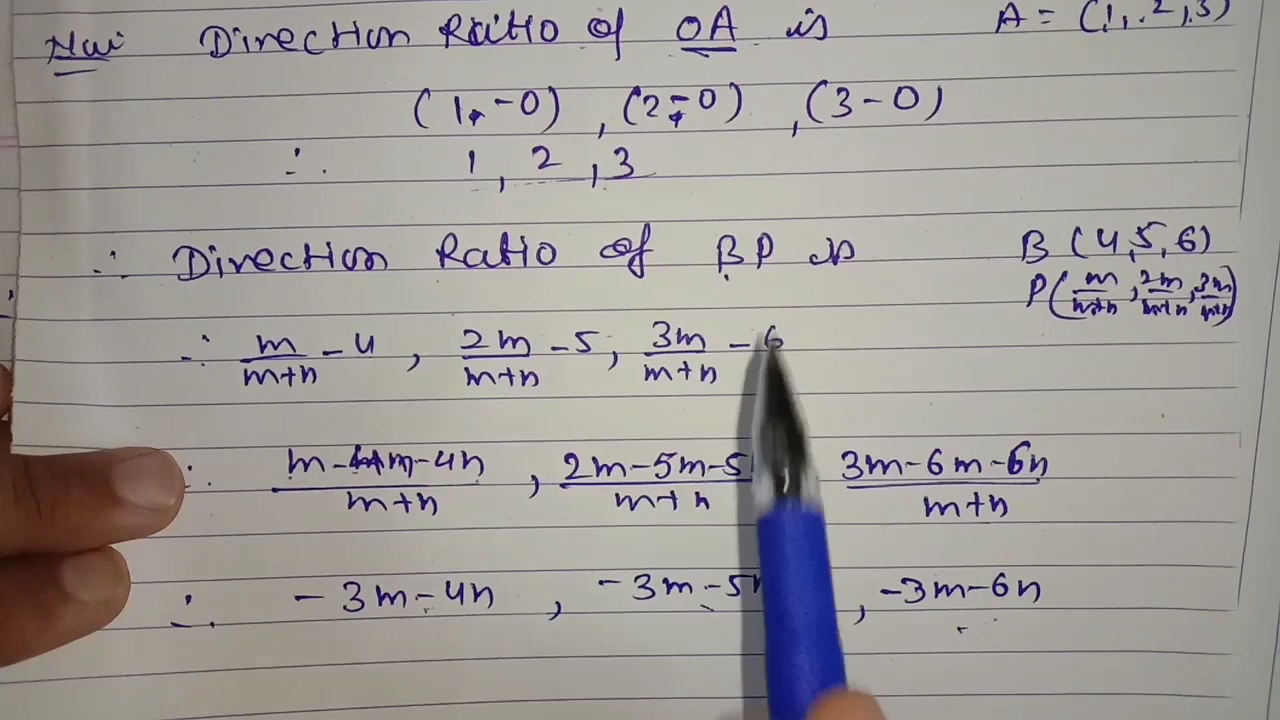 Now Direction Ratio of OA is A = (1, 2, 3)
(1, -0) , (2 -0) , (3 - 0)
∴ 1 , 2 , 3
∴ Direction Ratio of BP is B (4, 5, 6)
P(m/m+n , 2m/m+n , 3m/m+n)
∴ m/m+n - 4 , 2m/m+n - 5 , 3m/m+n - 6
∴ m-4m-4n/m+n , 2m-5m-5/m+n 3m-6m-6n/m+n
∴ -3m-4n , -3m-5n , -3m-6n